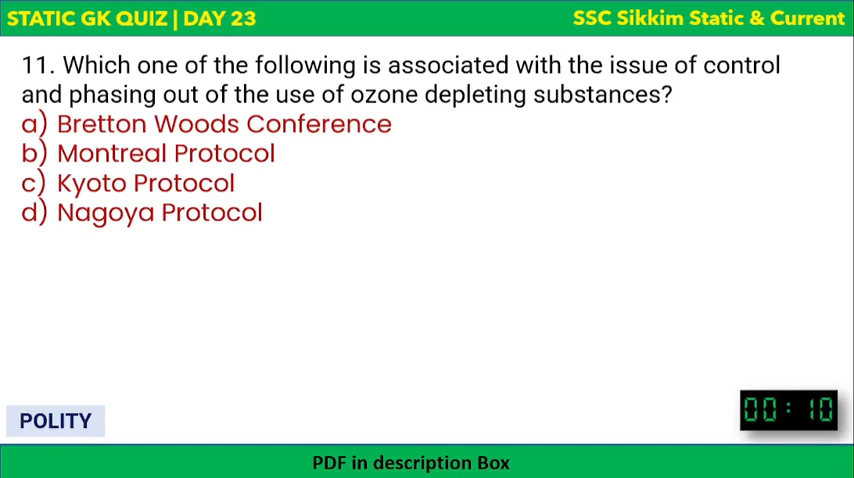 STATIC GK QUIZ | DAY 23
SSC Sikkim Static & Current
11. Which one of the following is associated with the issue of control
and phasing out of the use of ozone depleting substances?
a) Bretton Woods Conference
b) Montreal Protocol
c) Kyoto Protocol
d) Nagoya Protocol
00:10
POLITY
PDF in description Box